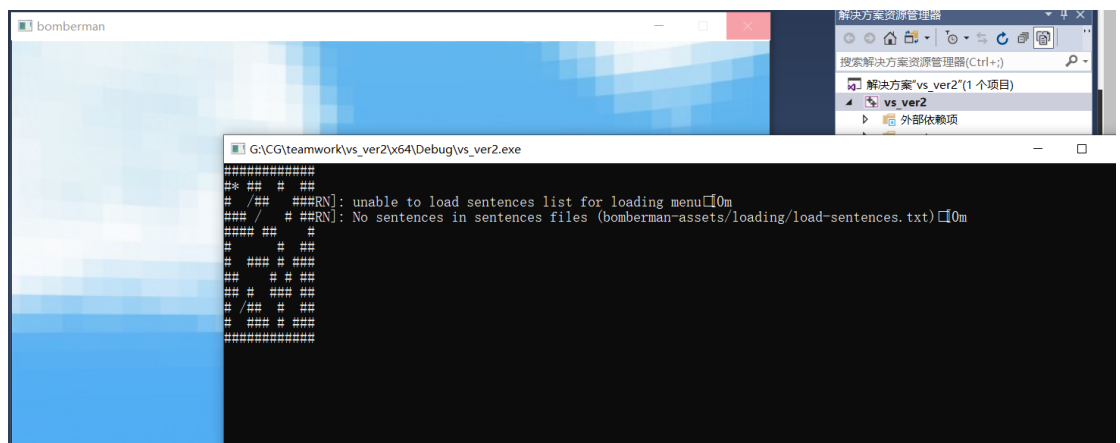 bomberman
解决方案资源管理器
搜索解决方案资源管理器(Ctrl+;)
解决方案"vs_ver2"(1 个项目)
vs_ver2
外部依赖项
G:\CG\teamwork\vs_ver2\x64\Debug\vs_ver2.exe
############
#* ##  #  ##
#  /##   ###RN]: unable to load sentences list for loading menu□[0m
### /   # ##RN]: No sentences in sentences files (bomberman-assets/loading/load-sentences.txt)□[0m
#### ##    #
#      #  ##
#  ### # ###
##    # # ##
## #  ### ##
# /##  #  ##
#  ### # ###
############